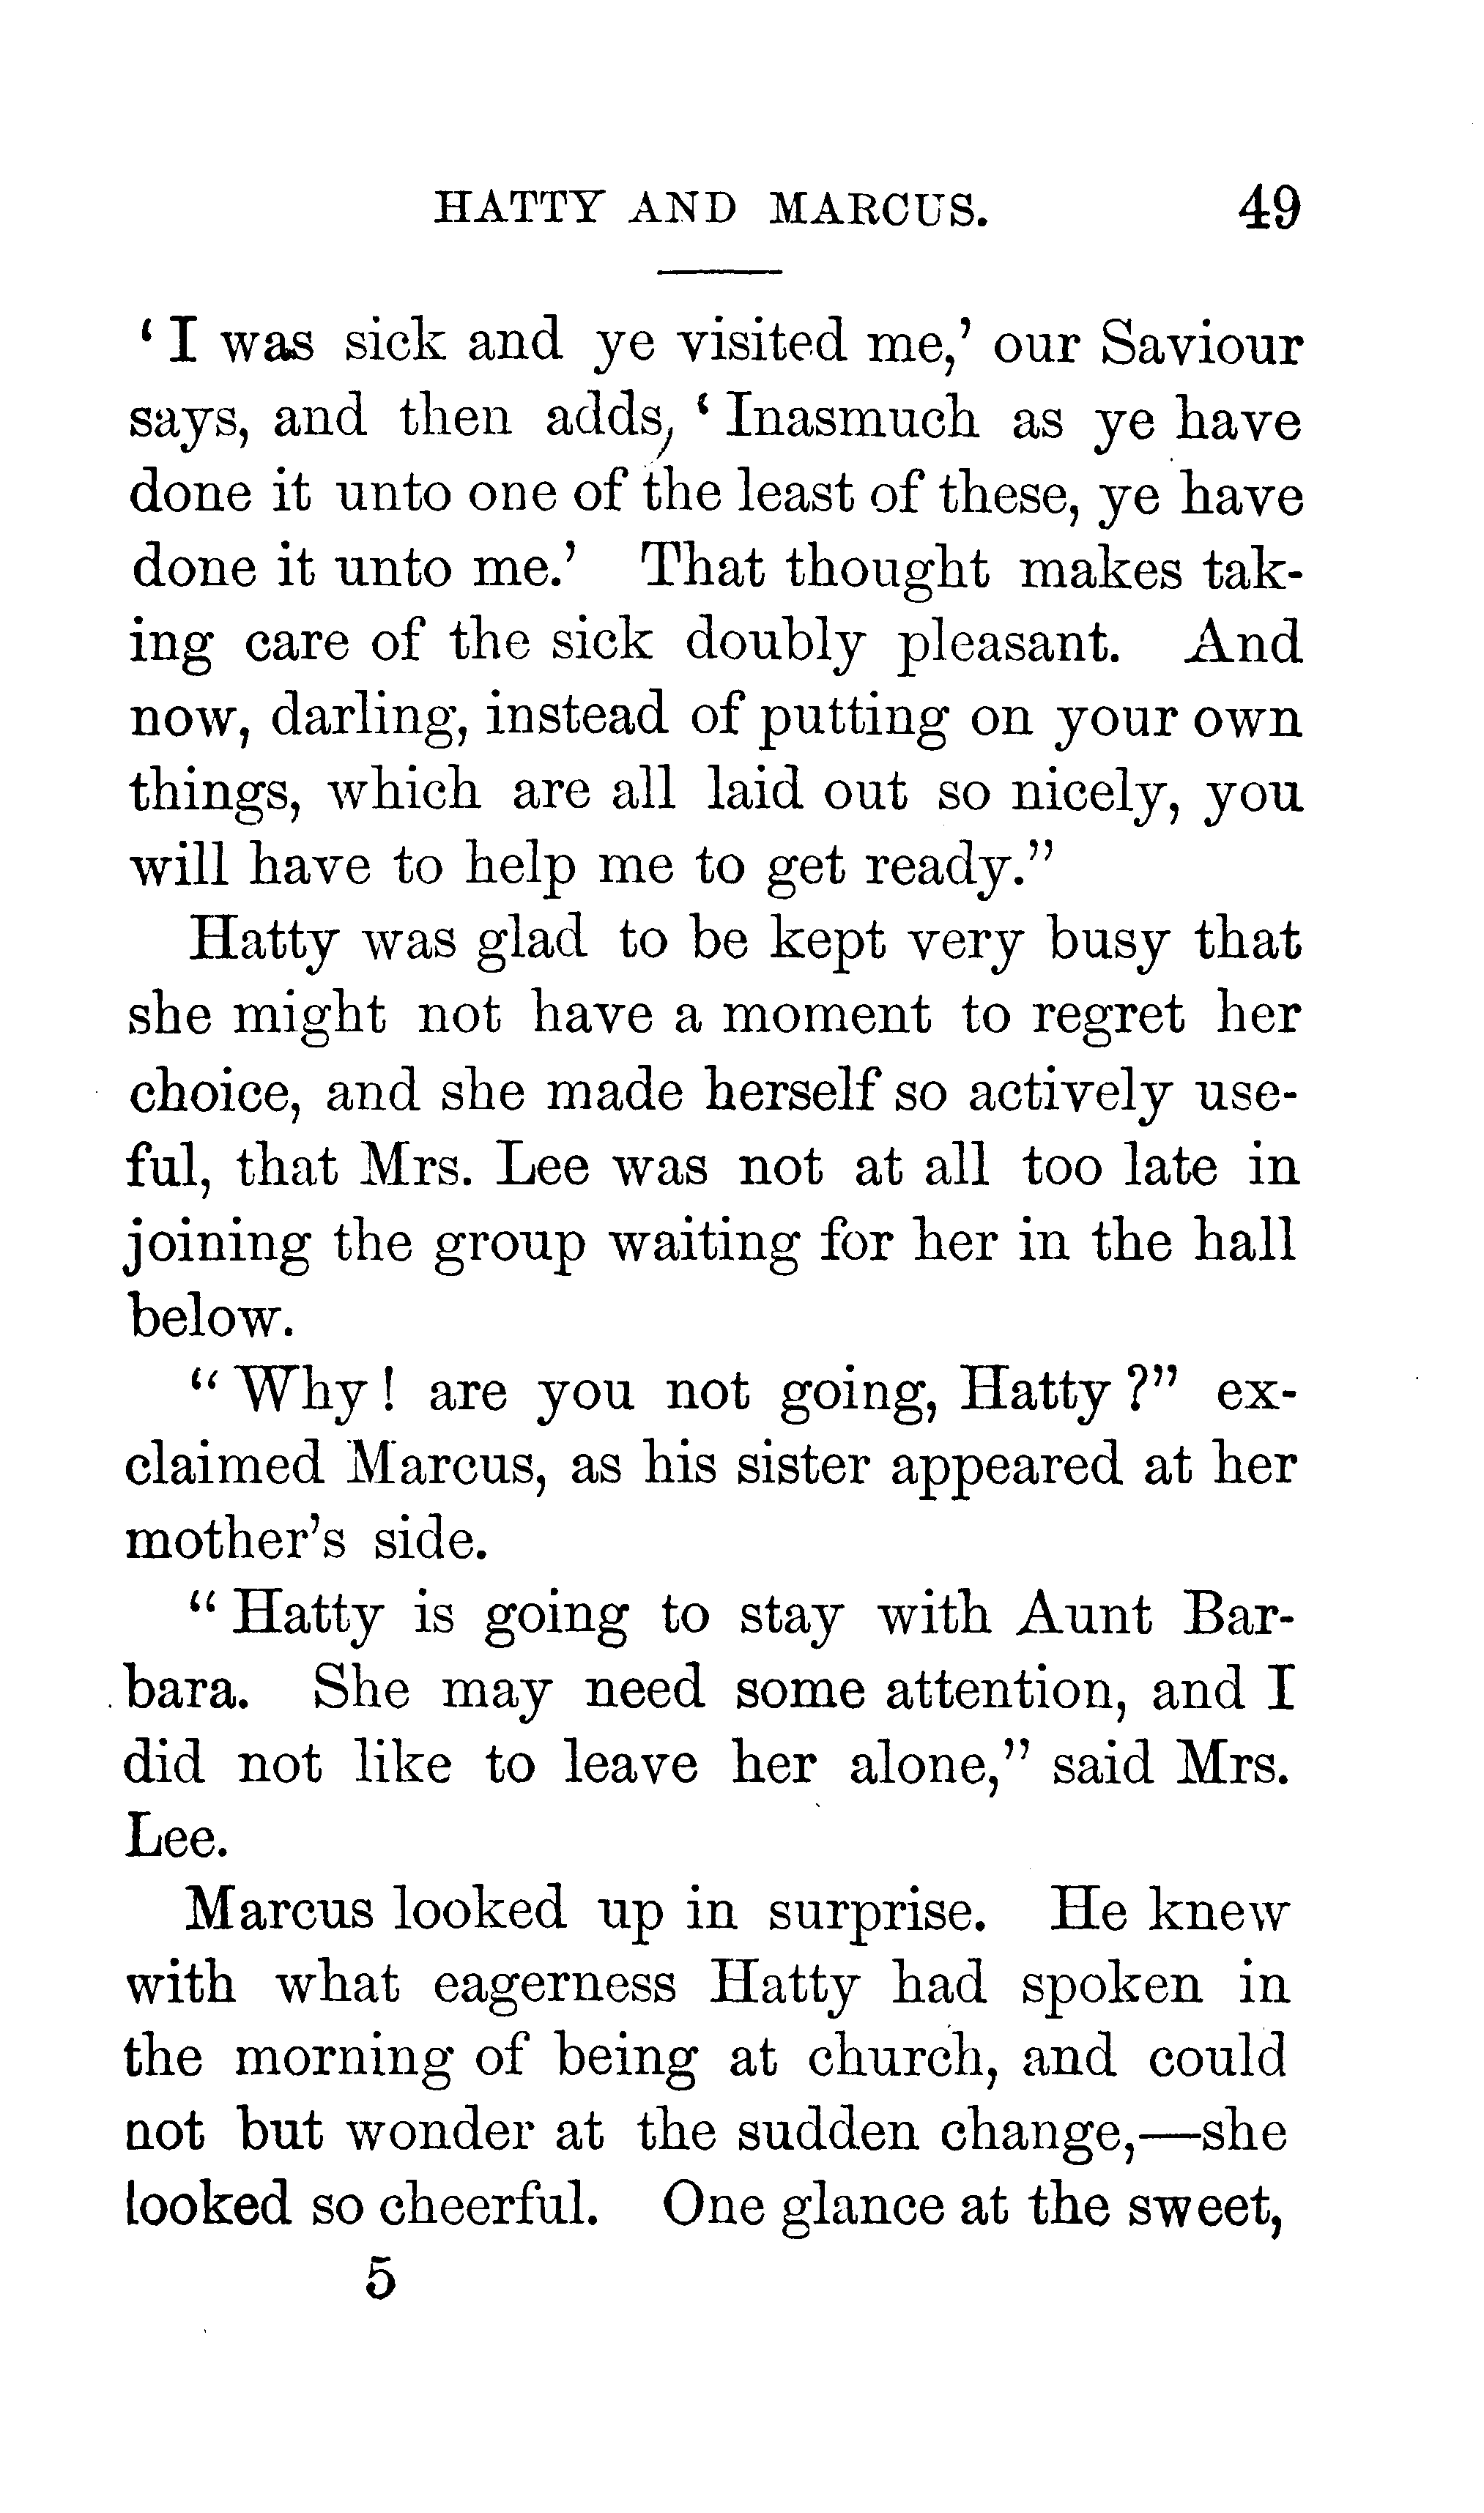 HATTY AND MARCUS. 49
‘I was sick and ye visited me,’ our Saviour
says, and then adds, ‘Inasmuch as ye have
done it unto one of the least of these, ye have
done it unto me.’ That thought makes tak-
ing care of the sick doubly pleasant. And
now, darling, instead of putting on your own
things, which are all laid out so nicely, you
will have to help me to get ready.”
Hatty was glad to be kept very busy that
she might not have a moment to regret her
choice, and she made herself so actively use-
ful, that Mrs. Lee was not at all too late in
joining the group waiting for her in the hall
below.
“Why! are you not going, Hatty?” ex-
claimed Marcus, as his sister appeared at her
mother’s side.
“Hatty is going to stay with Aunt Bar-
bara. She may need some attention, and I
did not like to leave her alone,” said Mrs.
Lee.
Marcus looked up in surprise. He knew
with what eagerness Hatty had spoken in
the morning of being at church, and could
not but wonder at the sudden change,—she
looked so cheerful. One glance at the sweet,
5